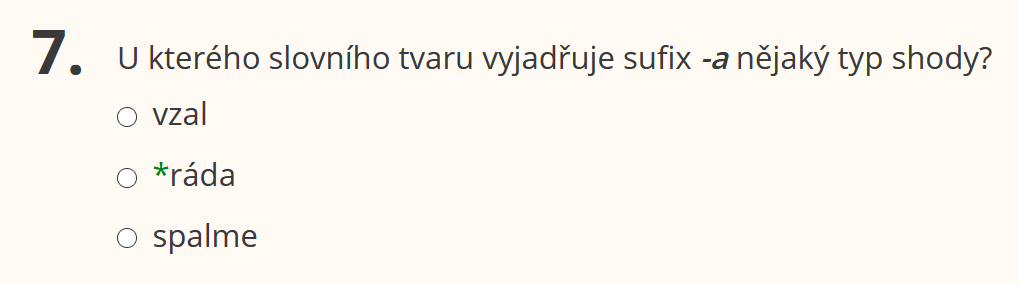 7. U kterého slovního tvaru vyjadřuje sufix -a nějaký typ shody?
vzal
*ráda
spalme